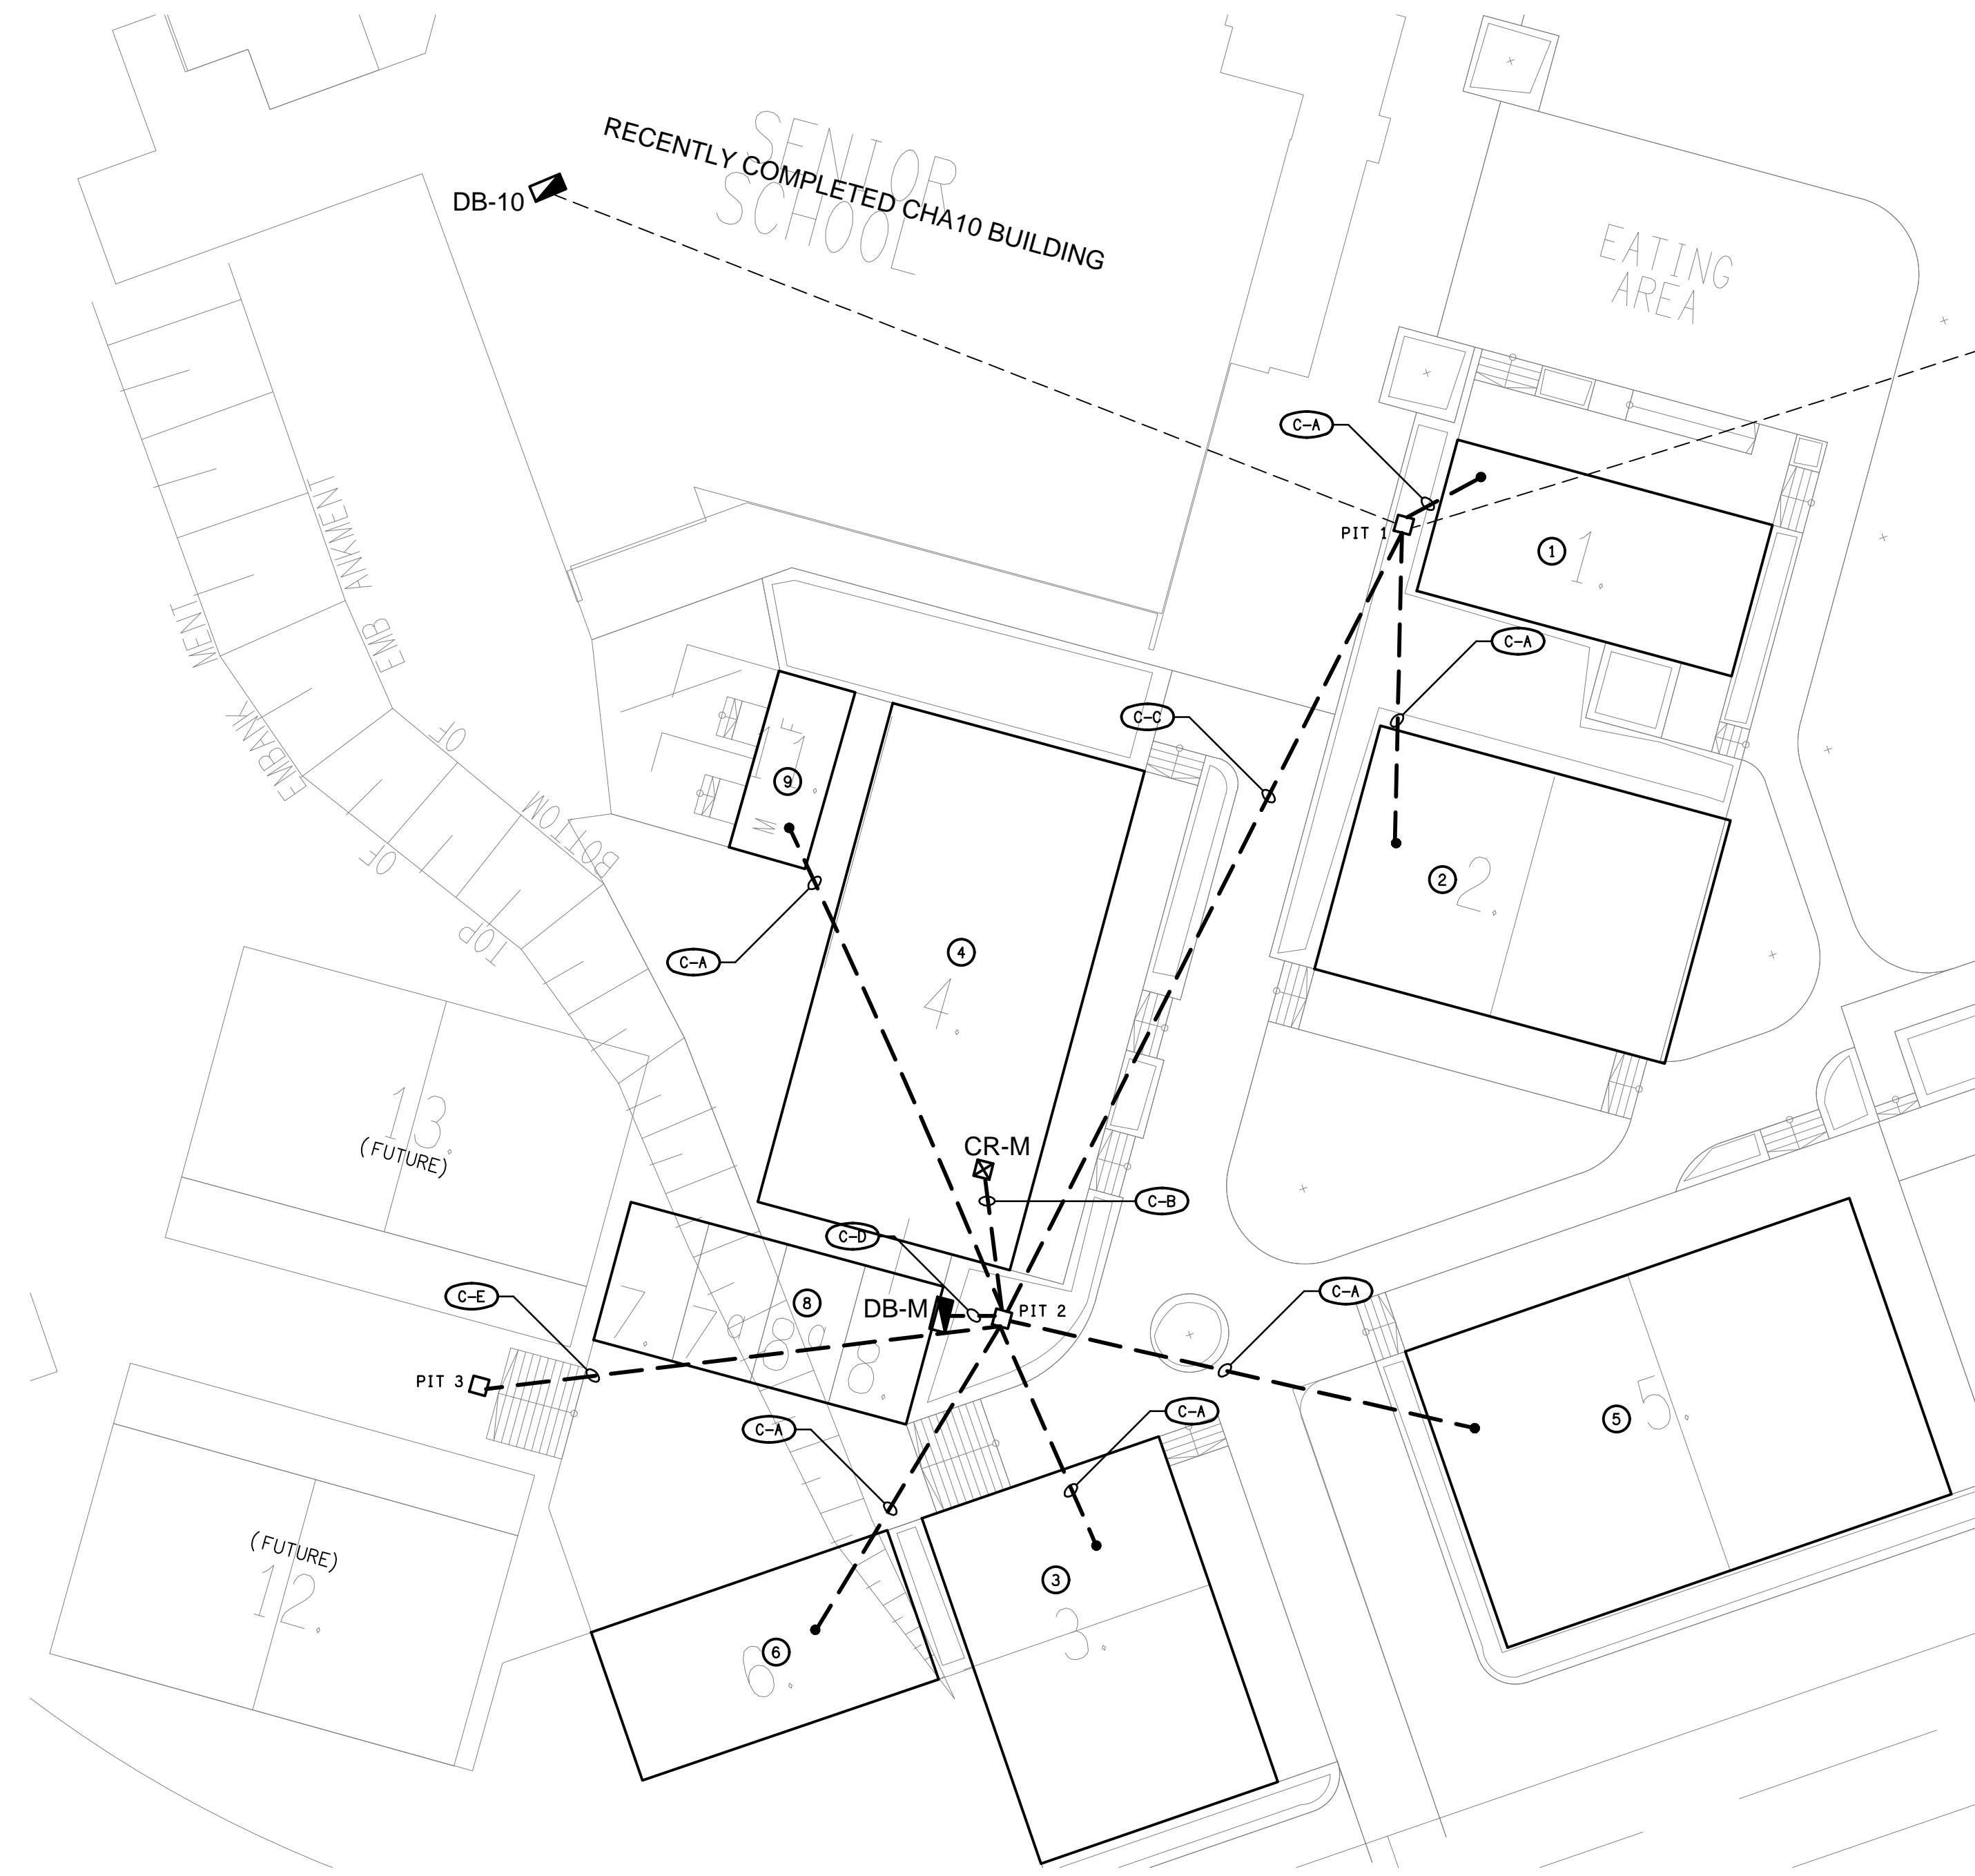 SENIOR
SCHOOL
RECENTLY COMPLETED CHA10 BUILDING
DB-10
EATING
AREA
C-A
PIT 1
1
1.
C-A
C-C
9
11.
2
2.
C-A
4
4.
TOP OF EMBANKMENT
BOTTOM OF EMBANKMENT
13.
(FUTURE)
CR-M
C-B
C-D
C-E
8
DB-M
PIT 2
C-A
PIT 3
7.
8.
C-A
C-A
5
5.
(FUTURE)
12.
3
3.
6
6.